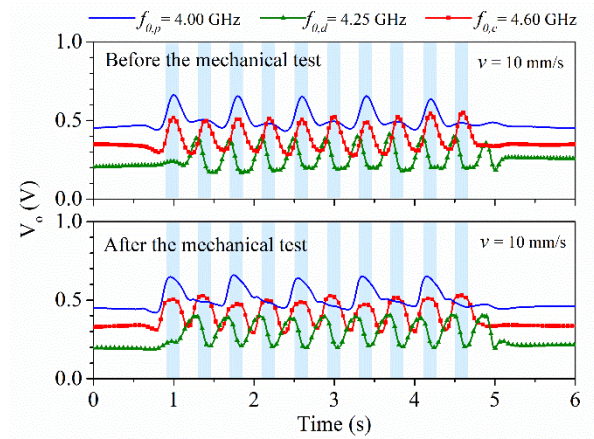 f0,p = 4.00 GHz f0,d = 4.25 GHz f0,c = 4.60 GHz
1.0
Before the mechanical test v = 10 mm/s
0.5
0.0
Vo (V)
1.0
After the mechanical test v = 10 mm/s
0.5
0.0
0 1 2 3 4 5 6
Time (s)